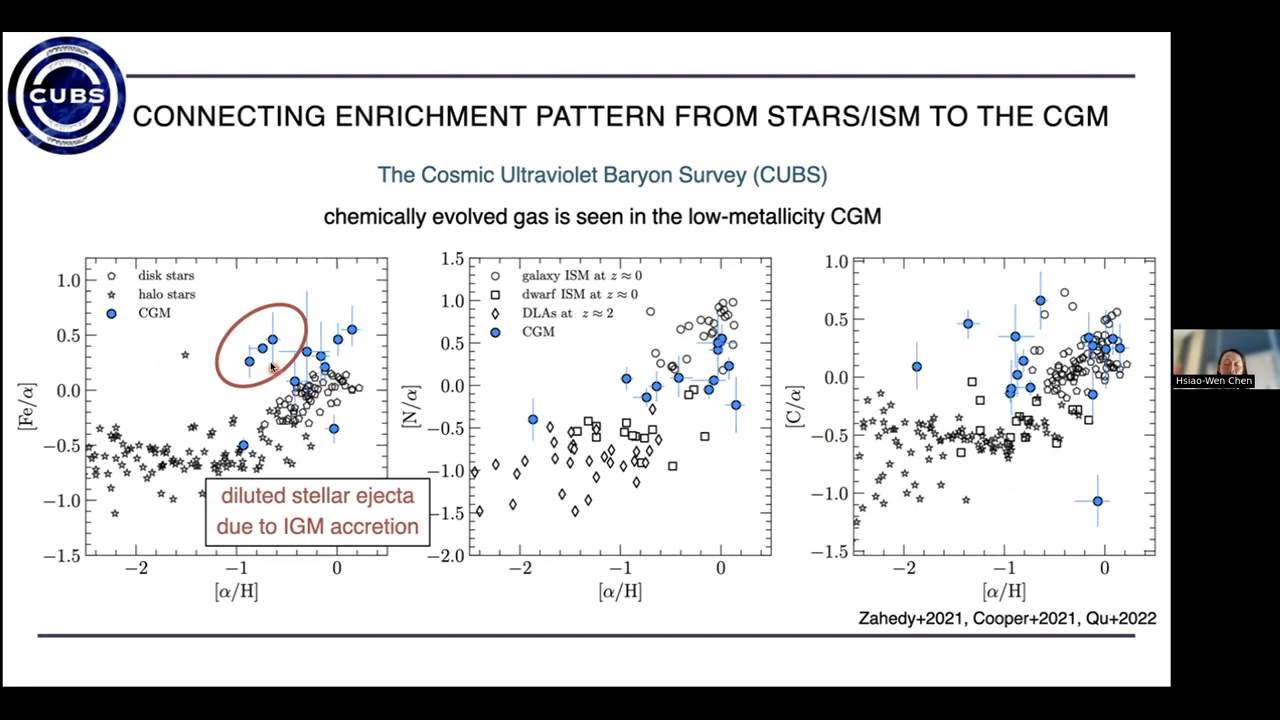 CUBS
CONNECTING ENRICHMENT PATTERN FROM STARS/ISM TO THE CGM
The Cosmic Ultraviolet Baryon Survey (CUBS)
chemically evolved gas is seen in the low-metallicity CGM
disk stars
halo stars
CGM
1.0
0.5
0.0
−0.5
−1.0
−1.5
[Fe/α]
−2 −1 0
[α/H]
diluted stellar ejecta
due to IGM accretion
galaxy ISM at z ≈ 0
dwarf ISM at z ≈ 0
DLAs at z ≈ 2
CGM
1.5
1.0
0.5
0.0
−0.5
−1.0
−1.5
−2.0
[N/α]
−2 −1 0
[α/H]
1.0
0.5
0.0
−0.5
−1.0
−1.5
[C/α]
−2 −1 0
[α/H]
Zahedy+2021, Cooper+2021, Qu+2022
Hsiao-Wen Chen